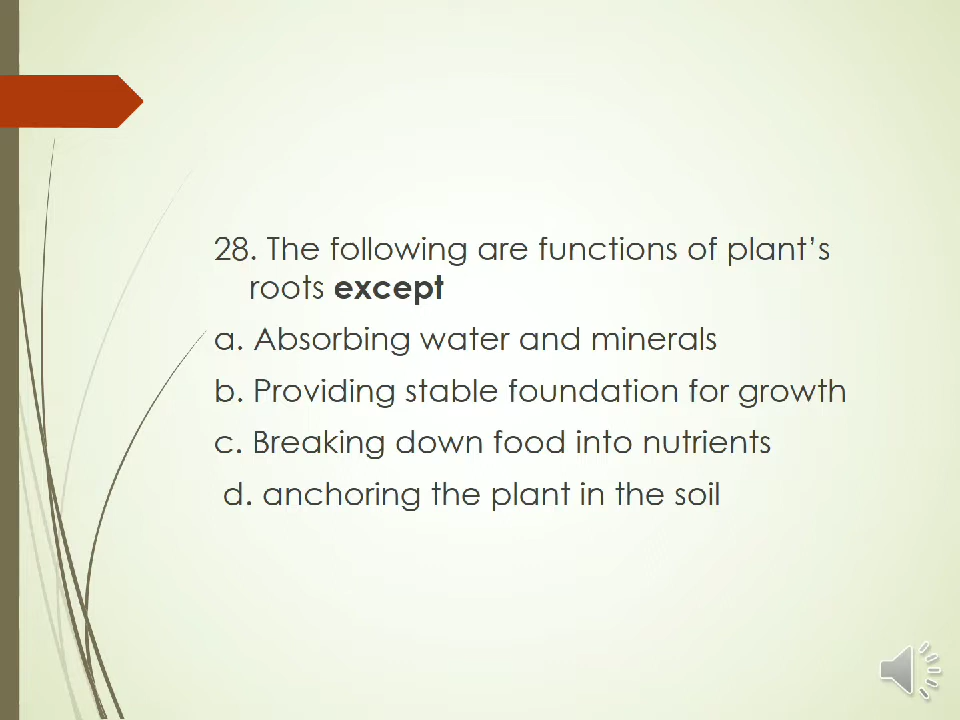 28. The following are functions of plant’s
roots except
a. Absorbing water and minerals
b. Providing stable foundation for growth
c. Breaking down food into nutrients
d. anchoring the plant in the soil